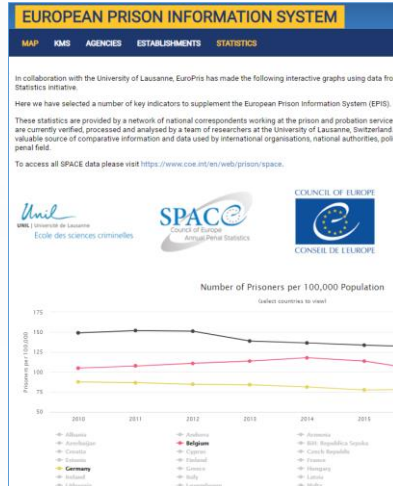 EUROPEAN PRISON INFORMATION SYSTEM
MAP KMS AGENCIES ESTABLISHMENTS STATISTICS
In collaboration with the University of Lausanne, EuroPris has made the following interactive graphs using data fro
Statistics initiative.
Here we have selected a number of key indicators to supplement the European Prison Information System (EPIS).
These statistics are provided by a network of national correspondents working at the prison and probation service
are currently verified, processed and analysed by a team of researchers at the University of Lausanne, Switzerland.
valuable source of comparative information and data used by international organisations, national authorities, poli
penal field.
To access all SPACE data please visit https://www.coe.int/en/web/prison/space.
Unil
UNIL | Université de Lausanne
Ecole des sciences criminelles
SPACE
Council of Europe
Annual Penal Statistics
COUNCIL OF EUROPE
CONSEIL DE L'EUROPE
Number of Prisoners per 100,000 Population
(select countries to view)
Prisoners per 100,000
175
150
125
100
75
50
2010 2011 2012 2013 2014 2015
Albania Andorra Armenia
Azerbaijan Belgium BiH: Republika Srpska
Croatia Cyprus Czech Republic
Estonia Finland France
Germany Greece Hungary
Ireland Italy Latvia
Lithuania Luxembourg Malta